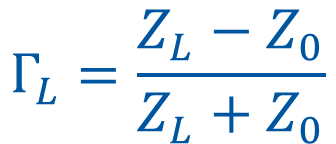 Γ_L = (Z_L − Z_0) / (Z_L + Z_0)